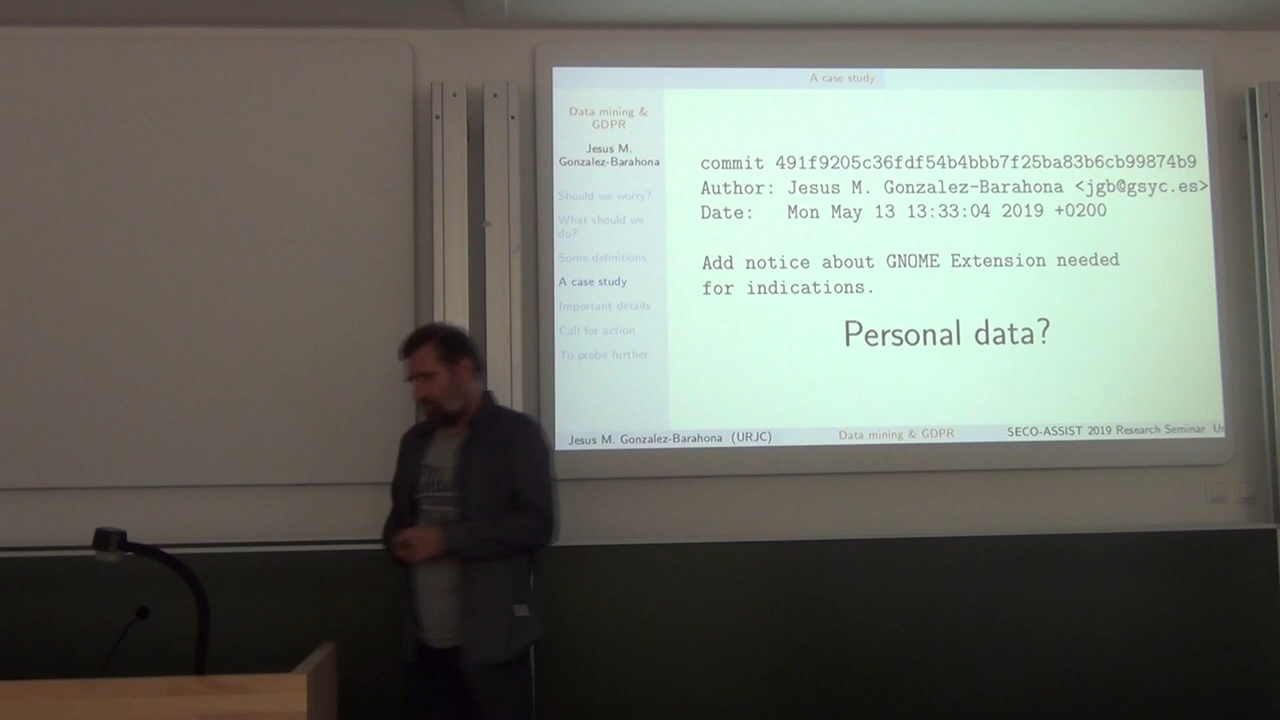 A case study
Data mining &
GDPR
Jesus M.
Gonzalez-Barahona
Should we worry?
What should we
do?
Some definitions
A case study
Important details
Call for action
To probe further
commit 491f9205c36fdf54b4bbb7f25ba83b6cb99874b9
Author: Jesus M. Gonzalez-Barahona <jgb@gsyc.es>
Date: Mon May 13 13:33:04 2019 +0200
Add notice about GNOME Extension needed
for indications.
Personal data?
Jesus M. Gonzalez-Barahona (URJC)
Data mining & GDPR
SECO-ASSIST 2019 Research Seminar